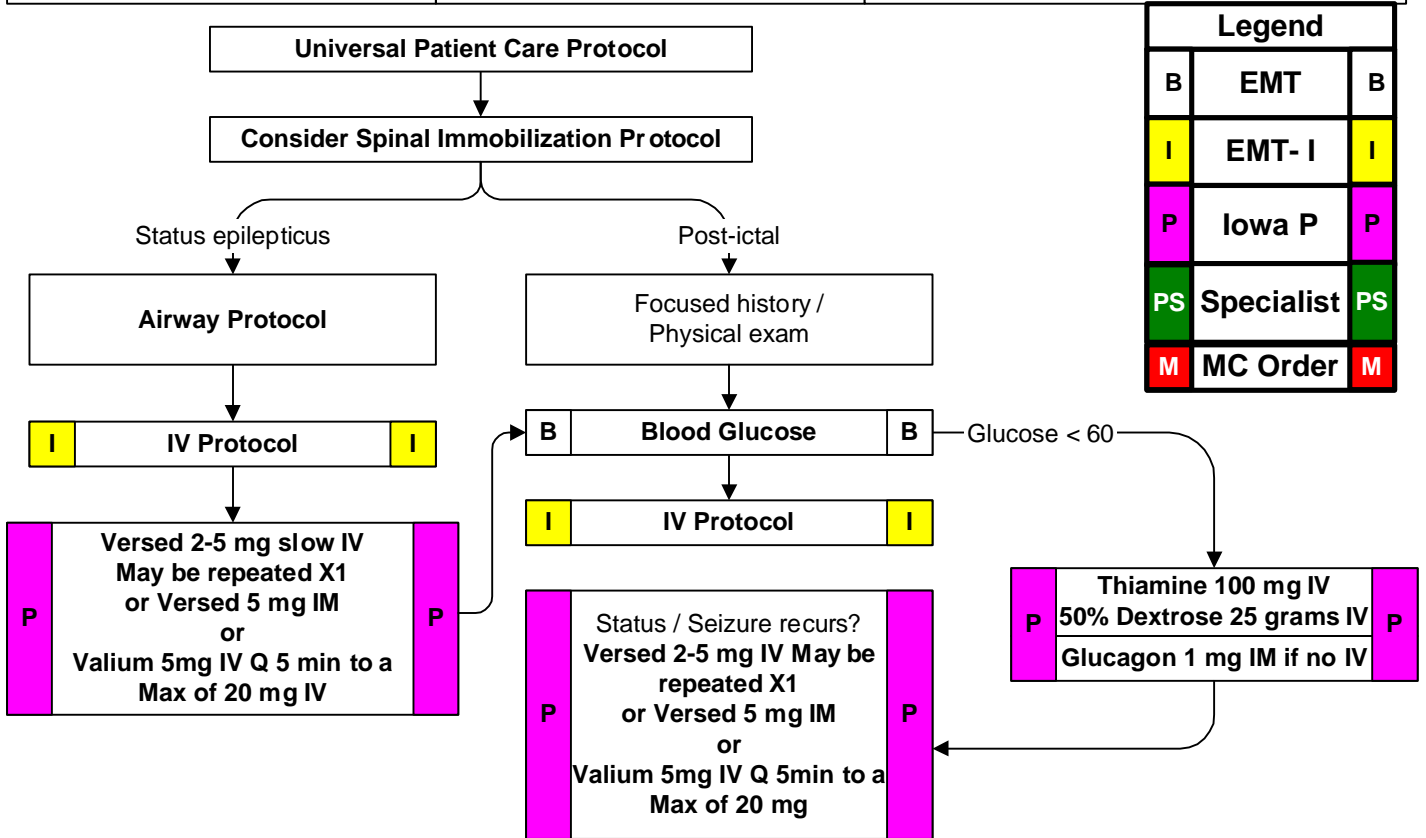 Legend
B EMT B
I EMT- I I
P Iowa P P
PS Specialist PS
M MC Order M
Universal Patient Care Protocol
Consider Spinal Immobilization Protocol
Status epilepticus
Post-ictal
Airway Protocol
Focused history /
Physical exam
I IV Protocol I
B Blood Glucose B
Glucose < 60
I IV Protocol I
P
Versed 2-5 mg slow IV
May be repeated X1
or Versed 5 mg IM
or
Valium 5mg IV Q 5 min to a
Max of 20 mg IV
P
P
Status / Seizure recurs?
Versed 2-5 mg IV May be
repeated X1
or Versed 5 mg IM
or
Valium 5mg IV Q 5min to a
Max of 20 mg
P
P
Thiamine 100 mg IV
50% Dextrose 25 grams IV
Glucagon 1 mg IM if no IV
P